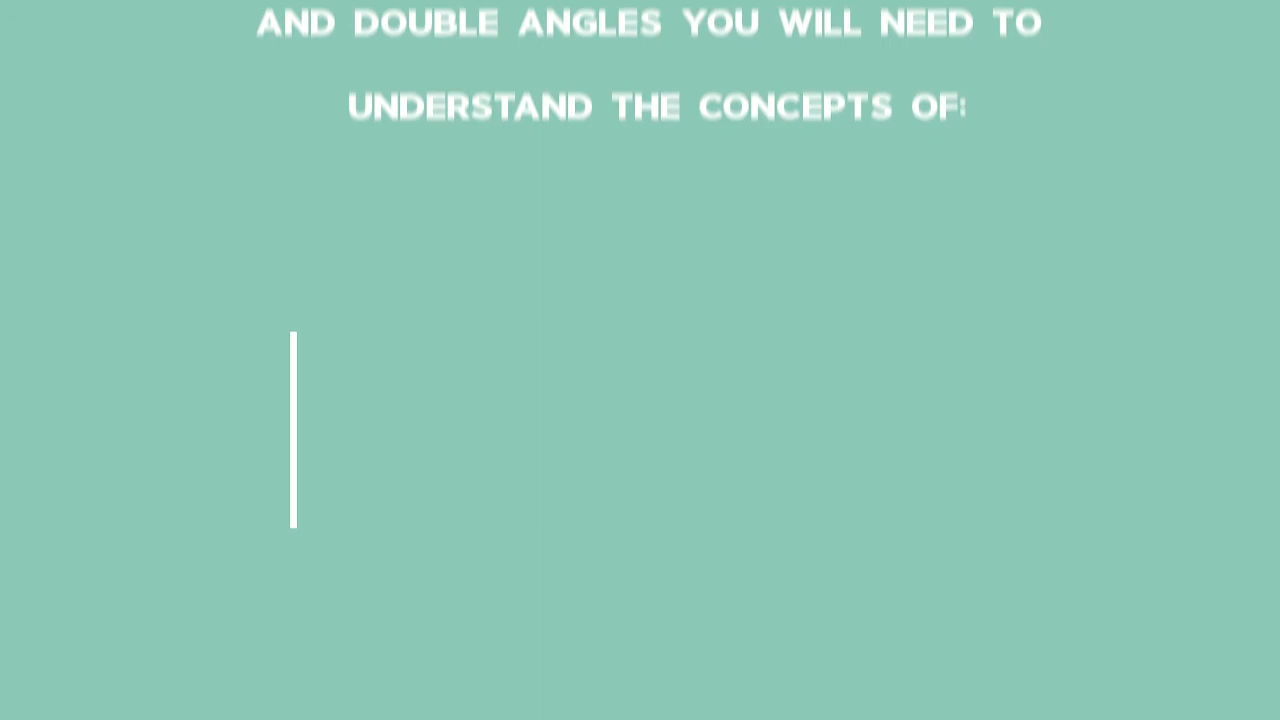 AND DOUBLE ANGLES YOU WILL NEED TO
UNDERSTAND THE CONCEPTS OF: